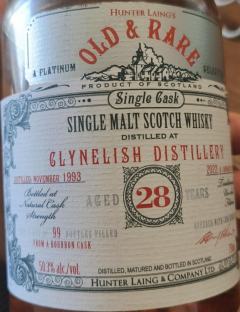 HUNTER LAING'S
OLD & RARE
A PLATINUM
PRODUCT OF SCOTLAND
Single Cask
SINGLE MALT SCOTCH WHISKY
DISTILLED AT
CLYNELISH DISTILLERY
DISTILLED NOVEMBER 1993
2022
Bottled at
Natural Cask
Strength
AGED 28 YEARS
99 BOTTLES FILLED
FROM A BOURBON CASK
50.3% alc./vol.
DISTILLED, MATURED AND BOTTLED IN SCOTLAND
HUNTER LAING & COMPANY LTD